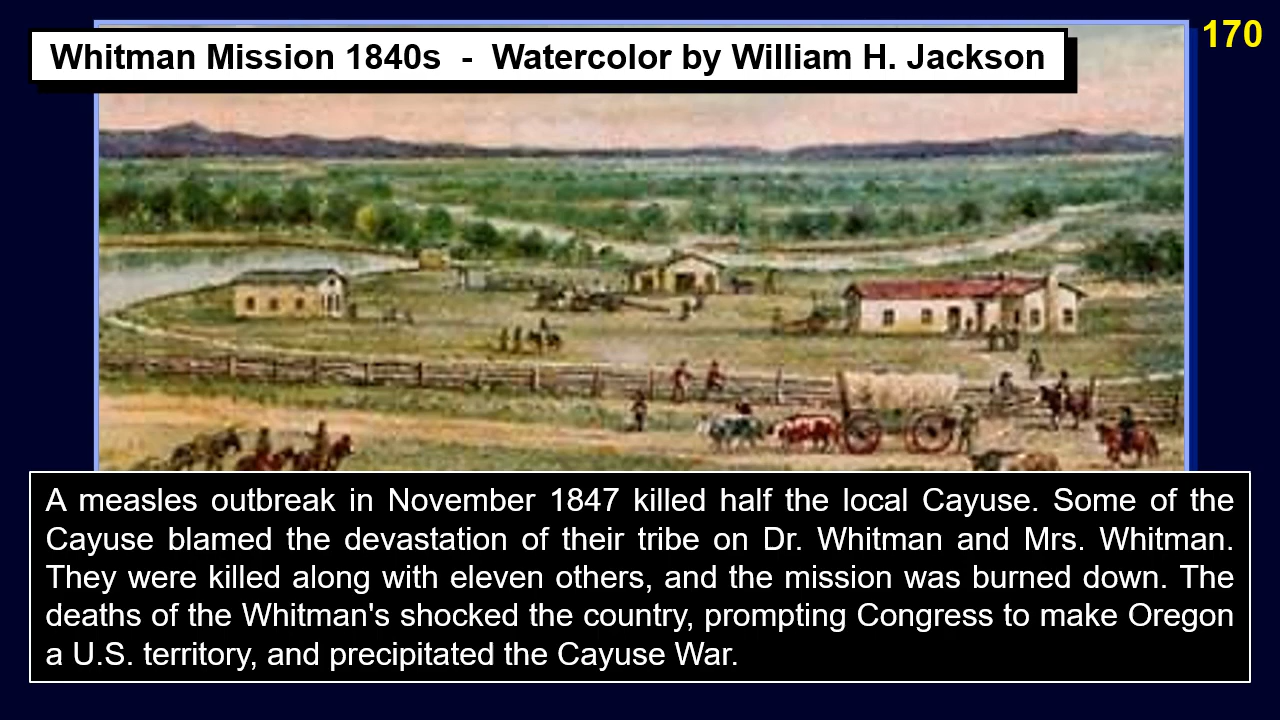 Whitman Mission 1840s - Watercolor by William H. Jackson
170
A measles outbreak in November 1847 killed half the local Cayuse. Some of the
Cayuse blamed the devastation of their tribe on Dr. Whitman and Mrs. Whitman.
They were killed along with eleven others, and the mission was burned down. The
deaths of the Whitman's shocked the country, prompting Congress to make Oregon
a U.S. territory, and precipitated the Cayuse War.